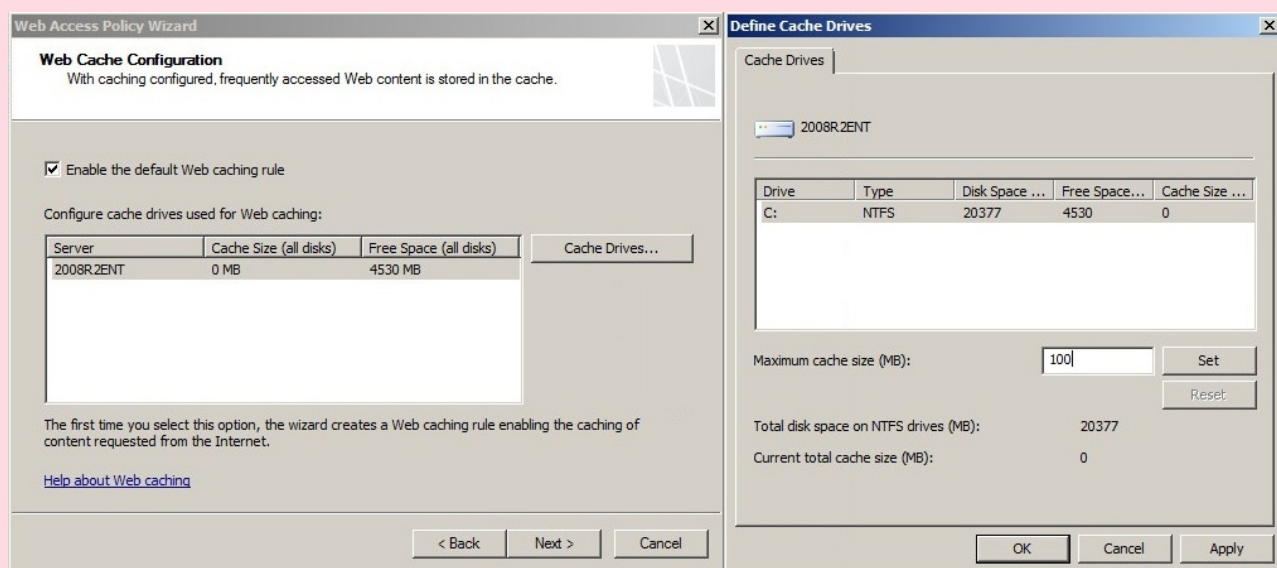 Web Access Policy Wizard
Web Cache Configuration
With caching configured, frequently accessed Web content is stored in the cache.
Enable the default Web caching rule
Configure cache drives used for Web caching:
Server Cache Size (all disks) Free Space (all disks)
2008R2ENT 0 MB 4530 MB
Cache Drives...
The first time you select this option, the wizard creates a Web caching rule enabling the caching of
content requested from the Internet.
Help about Web caching
< Back Next > Cancel
Define Cache Drives
Cache Drives
2008R2ENT
Drive Type Disk Space ... Free Space... Cache Size ...
C: NTFS 20377 4530 0
Maximum cache size (MB): 100 Set
Reset
Total disk space on NTFS drives (MB): 20377
Current total cache size (MB): 0
OK Cancel Apply